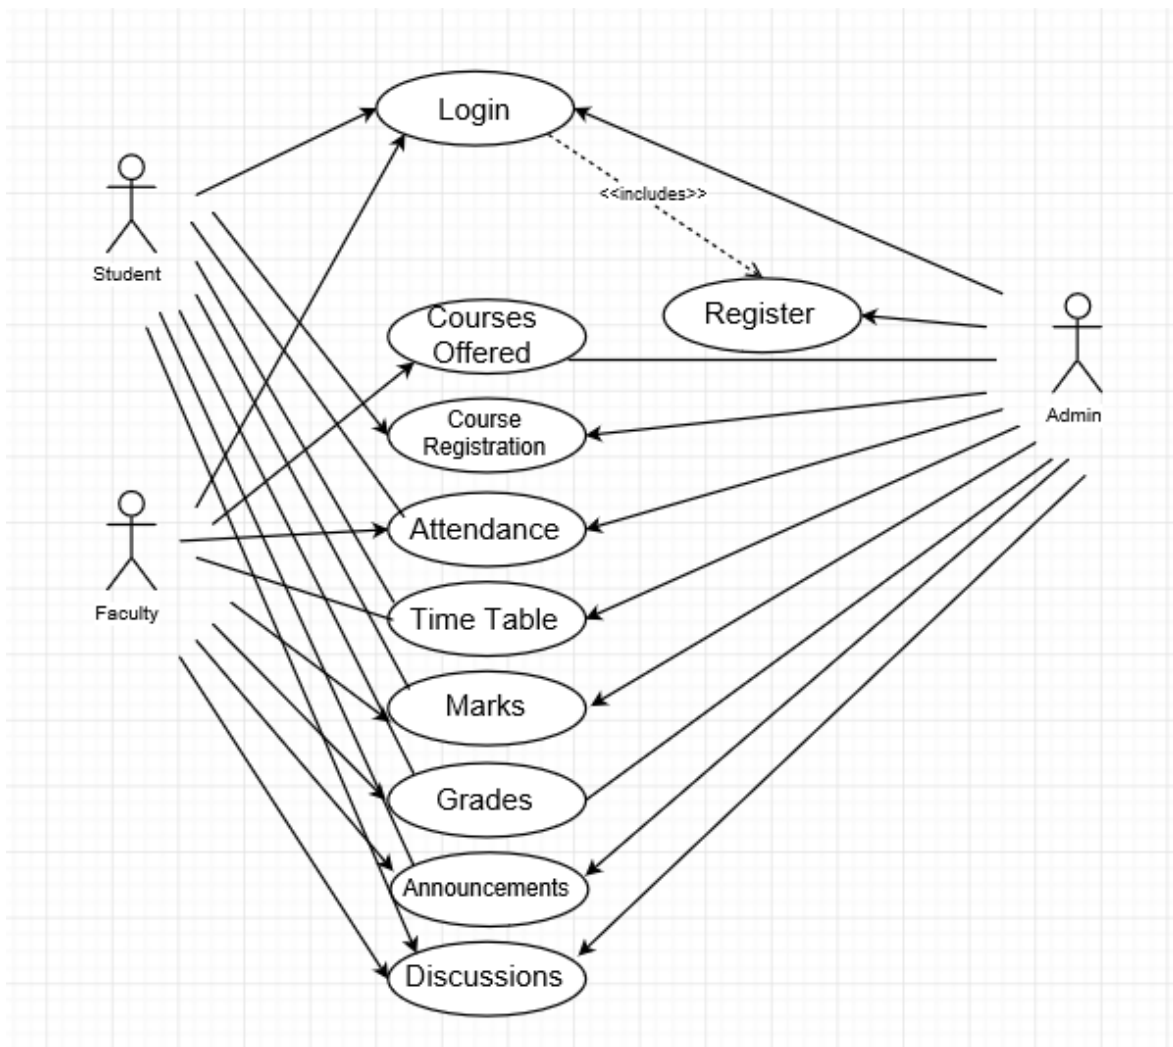 Login
<<includes>>
Student
Register
Courses
Offered
Admin
Course
Registration
Attendance
Faculty
Time Table
Marks
Grades
Announcements
Discussions